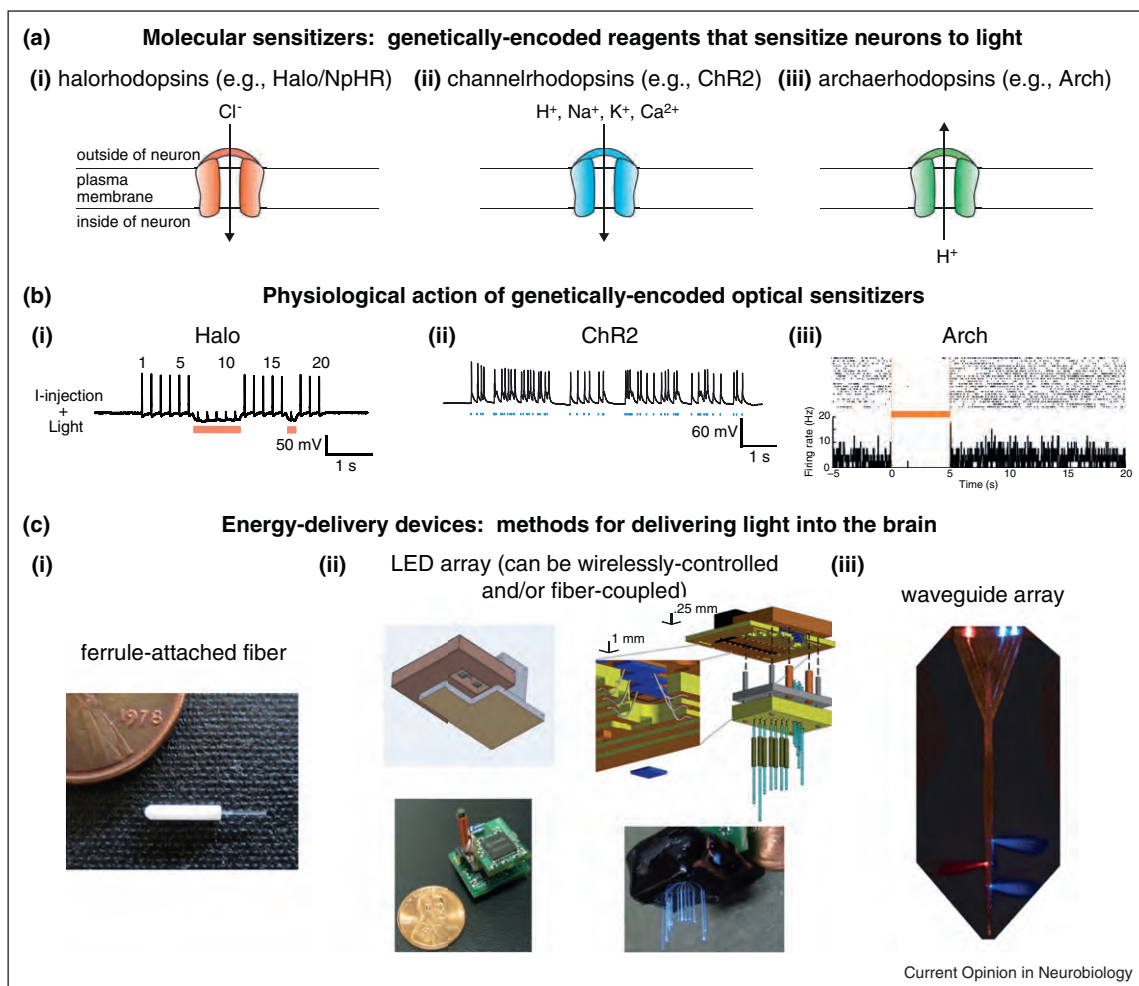 (a) Molecular sensitizers: genetically-encoded reagents that sensitize neurons to light
(i) halorhodopsins (e.g., Halo/NpHR)
(ii) channelrhodopsins (e.g., ChR2)
(iii) archaerhodopsins (e.g., Arch)
Cl-
H+, Na+, K+, Ca2+
outside of neuron
plasma
membrane
inside of neuron
H+
(b) Physiological action of genetically-encoded optical sensitizers
(i) Halo
1 5 10 15 20
I-injection
+
Light
50 mV
1 s
(ii) ChR2
60 mV
1 s
(iii) Arch
Firing rate (Hz)
20
10
0
-5 0 5 10 15 20
Time (s)
(c) Energy-delivery devices: methods for delivering light into the brain
(i)
ferrule-attached fiber
1978
(ii) LED array (can be wirelessly-controlled
and/or fiber-coupled)
.25 mm
1 mm
(iii)
waveguide array
Current Opinion in Neurobiology